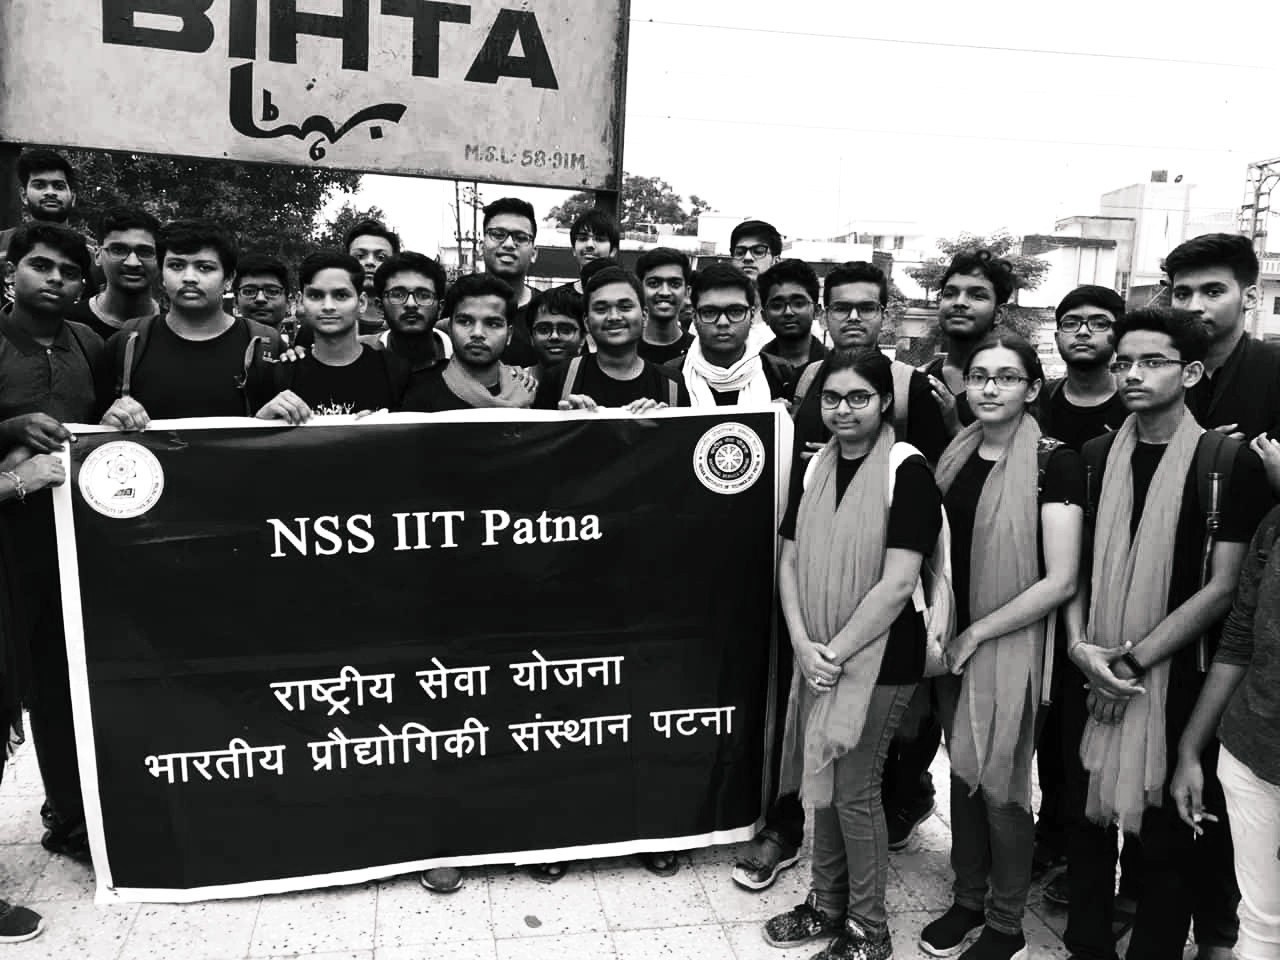 BIHTA
بہٹا
M.S.L. 58.91M.
NSS IIT Patna
राष्ट्रीय सेवा योजना
भारतीय प्रौद्योगिकी संस्थान पटना